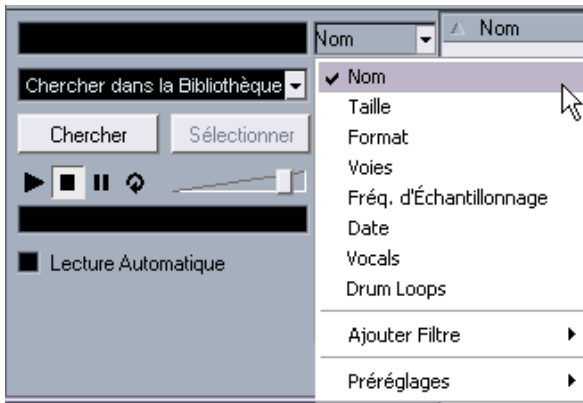 Nom
Nom
Chercher dans la Bibliothèque
Chercher
Sélectionner
Lecture Automatique
Nom
Taille
Format
Voies
Fréq. d'Échantillonnage
Date
Vocals
Drum Loops
Ajouter Filtre
Préréglages